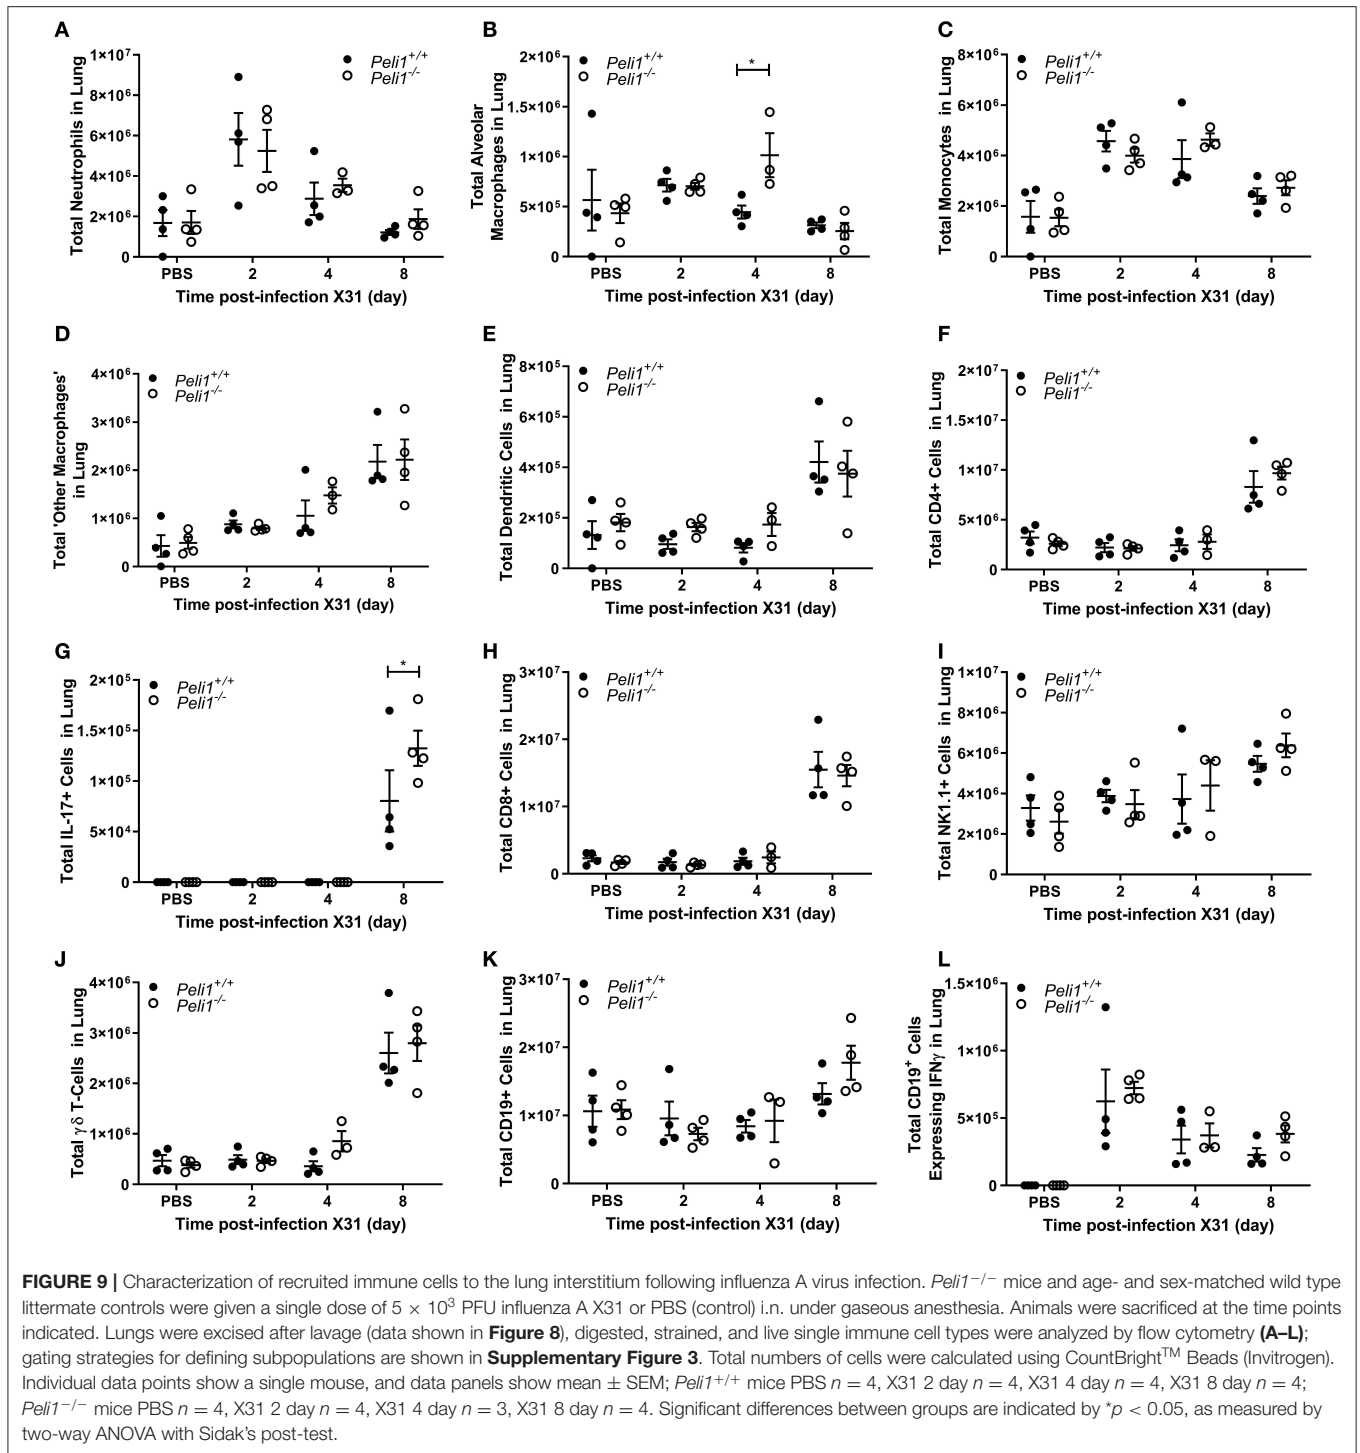 A
Total Neutrophils in Lung
1×10⁷
8×10⁶
6×10⁶
4×10⁶
2×10⁶
0
Peli1+/+
Peli1-/-
PBS 2 4 8
Time post-infection X31 (day)
B
Total Alveolar
Macrophages in Lung
2×10⁶
1.5×10⁶
1×10⁶
5×10⁵
0
Peli1+/+
Peli1-/-
*
PBS 2 4 8
Time post-infection X31 (day)
C
Total Monocytes in Lung
8×10⁶
6×10⁶
4×10⁶
2×10⁶
0
Peli1+/+
Peli1-/-
PBS 2 4 8
Time post-infection X31 (day)
D
Total 'Other Macrophages'
in Lung
4×10⁶
3×10⁶
2×10⁶
1×10⁶
0
Peli1+/+
Peli1-/-
PBS 2 4 8
Time post-infection X31 (day)
E
Total Dendritic Cells in Lung
8×10⁵
6×10⁵
4×10⁵
2×10⁵
0
Peli1+/+
Peli1-/-
PBS 2 4 8
Time post-infection X31 (day)
F
Total CD4+ Cells in Lung
2×10⁷
1.5×10⁷
1×10⁷
5×10⁶
0
Peli1+/+
Peli1-/-
PBS 2 4 8
Time post-infection X31 (day)
G
Total IL-17+ Cells in Lung
2×10⁵
1.5×10⁵
1×10⁵
5×10⁴
0
Peli1+/+
Peli1-/-
*
PBS 2 4 8
Time post-infection X31 (day)
H
Total CD8+ Cells in Lung
3×10⁷
2×10⁷
1×10⁷
0
Peli1+/+
Peli1-/-
PBS 2 4 8
Time post-infection X31 (day)
I
Total NK1.1+ Cells in Lung
1×10⁷
8×10⁶
6×10⁶
4×10⁶
2×10⁶
0
Peli1+/+
Peli1-/-
PBS 2 4 8
Time post-infection X31 (day)
J
Total γδ T-Cells in Lung
4×10⁶
3×10⁶
2×10⁶
1×10⁶
0
Peli1+/+
Peli1-/-
PBS 2 4 8
Time post-infection X31 (day)
K
Total CD19+ Cells in Lung
3×10⁷
2×10⁷
1×10⁷
0
Peli1+/+
Peli1-/-
PBS 2 4 8
Time post-infection X31 (day)
L
Total CD19+ Cells
Expressing IFNγ in Lung
1.5×10⁶
1×10⁶
5×10⁵
0
Peli1+/+
Peli1-/-
PBS 2 4 8
Time post-infection X31 (day)
FIGURE 9 | Characterization of recruited immune cells to the lung interstitium following influenza A virus infection. Peli1−/− mice and age- and sex-matched wild type
littermate controls were given a single dose of 5 × 10³ PFU influenza A X31 or PBS (control) i.n. under gaseous anesthesia. Animals were sacrificed at the time points
indicated. Lungs were excised after lavage (data shown in Figure 8), digested, strained, and live single immune cell types were analyzed by flow cytometry (A–L);
gating strategies for defining subpopulations are shown in Supplementary Figure 3. Total numbers of cells were calculated using CountBright™ Beads (Invitrogen).
Individual data points show a single mouse, and data panels show mean ± SEM; Peli1+/+ mice PBS n = 4, X31 2 day n = 4, X31 4 day n = 4, X31 8 day n = 4;
Peli1−/− mice PBS n = 4, X31 2 day n = 4, X31 4 day n = 3, X31 8 day n = 4. Significant differences between groups are indicated by *p < 0.05, as measured by
two-way ANOVA with Sidak's post-test.